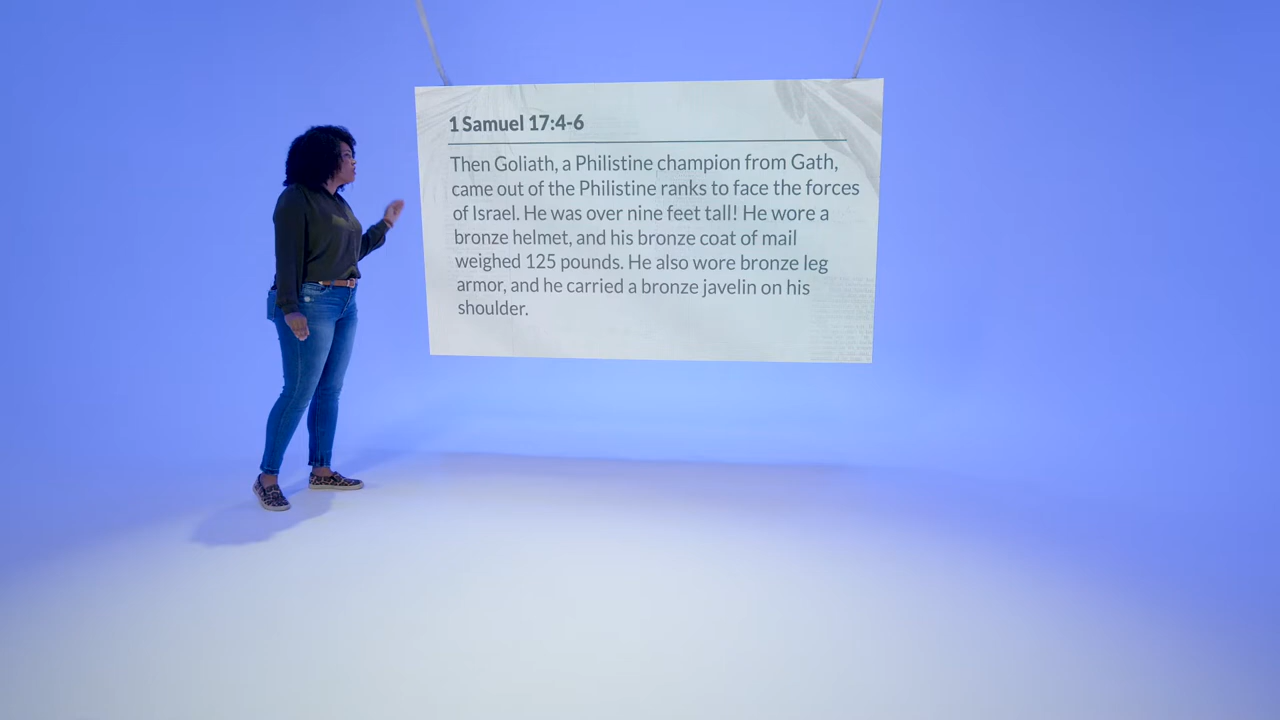 1 Samuel 17:4-6
Then Goliath, a Philistine champion from Gath,
came out of the Philistine ranks to face the forces
of Israel. He was over nine feet tall! He wore a
bronze helmet, and his bronze coat of mail
weighed 125 pounds. He also wore bronze leg
armor, and he carried a bronze javelin on his
shoulder.